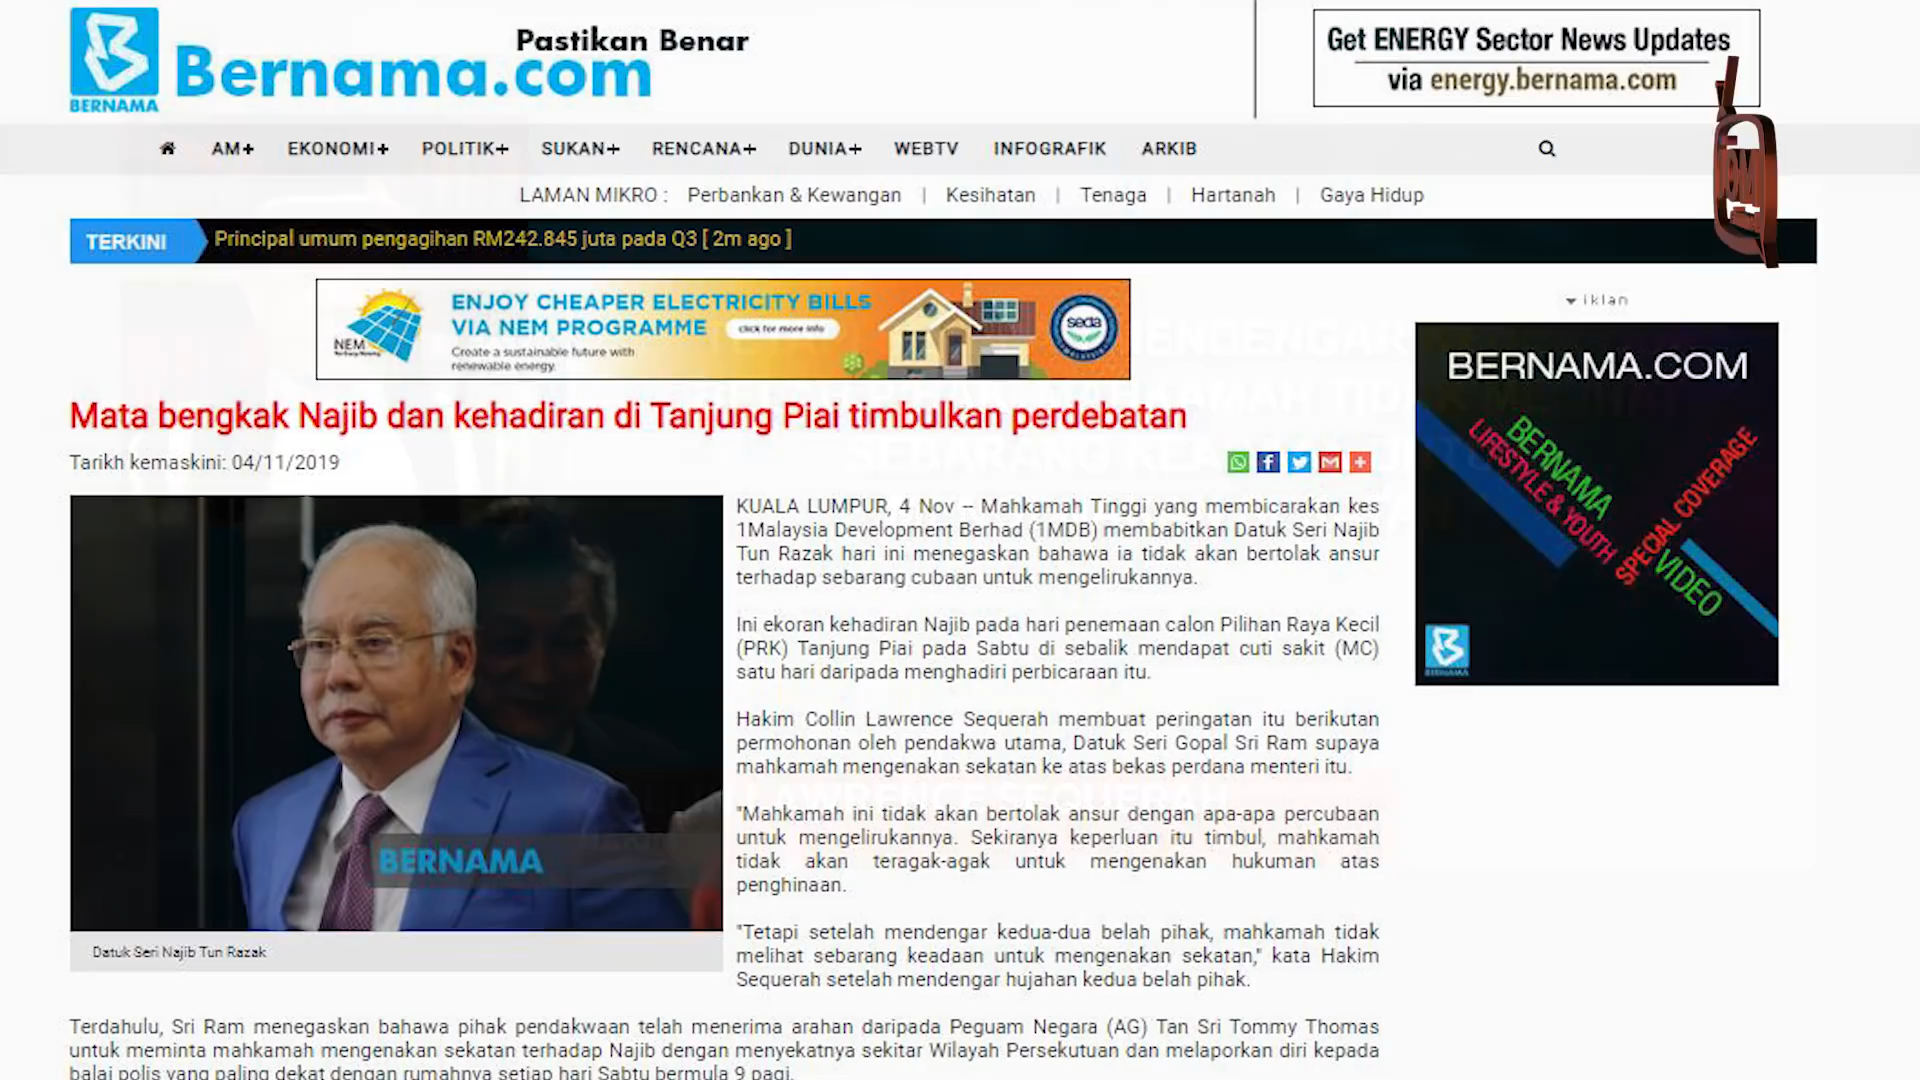 Pastikan Benar
BERNAMA
Bernama.com
Get ENERGY Sector News Updates
via energy.bernama.com
AM+ EKONOMI+ POLITIK+ SUKAN+ RENCANA+ DUNIA+ WEBTV INFOGRAFIK ARKIB
LAMAN MIKRO : Perbankan & Kewangan | Kesihatan | Tenaga | Hartanah | Gaya Hidup
TERKINI
Principal umum pengagihan RM242.845 juta pada Q3 [ 2m ago ]
NEM
ENJOY CHEAPER ELECTRICITY BILLS
VIA NEM PROGRAMME
click for more info
Create a sustainable future with
renewable energy.
seda
iklan
BERNAMA.COM
BERNAMA
LIFESTYLE & YOUTH
SPECIAL COVERAGE
VIDEO
BERNAMA
Mata bengkak Najib dan kehadiran di Tanjung Piai timbulkan perdebatan
Tarikh kemaskini: 04/11/2019
BERNAMA
Datuk Seri Najib Tun Razak
KUALA LUMPUR, 4 Nov -- Mahkamah Tinggi yang membicarakan kes
1Malaysia Development Berhad (1MDB) membabitkan Datuk Seri Najib
Tun Razak hari ini menegaskan bahawa ia tidak akan bertolak ansur
terhadap sebarang cubaan untuk mengelirukannya.
Ini ekoran kehadiran Najib pada hari penemaan calon Pilihan Raya Kecil
(PRK) Tanjung Piai pada Sabtu di sebalik mendapat cuti sakit (MC)
satu hari daripada menghadiri perbicaraan itu.
Hakim Collin Lawrence Sequerah membuat peringatan itu berikutan
permohonan oleh pendakwa utama, Datuk Seri Gopal Sri Ram supaya
mahkamah mengenakan sekatan ke atas bekas perdana menteri itu.
"Mahkamah ini tidak akan bertolak ansur dengan apa-apa percubaan
untuk mengelirukannya. Sekiranya keperluan itu timbul, mahkamah
tidak akan teragak-agak untuk mengenakan hukuman atas
penghinaan.
"Tetapi setelah mendengar kedua-dua belah pihak, mahkamah tidak
melihat sebarang keadaan untuk mengenakan sekatan," kata Hakim
Sequerah setelah mendengar hujahan kedua belah pihak.
Terdahulu, Sri Ram menegaskan bahawa pihak pendakwaan telah menerima arahan daripada Peguam Negara (AG) Tan Sri Tommy Thomas
untuk meminta mahkamah mengenakan sekatan terhadap Najib dengan menyekatnya sekitar Wilayah Persekutuan dan melaporkan diri kepada
balai polis yang paling dekat dengan rumahnya setiap hari Sabtu bermula 9 pagi.